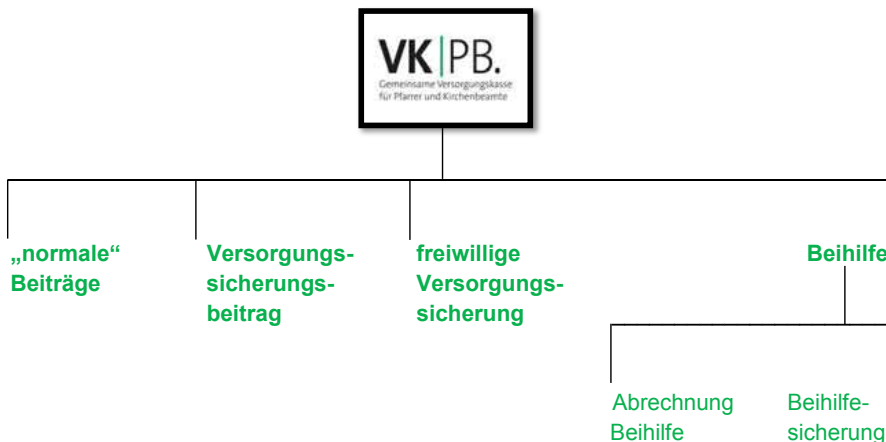 VK|PB.
Gemeinsame Versorgungskasse
für Pfarrer und Kirchenbeamte
„normale“
Beiträge
Versorgungs-
sicherungs-
beitrag
freiwillige
Versorgungs-
sicherung
Beihilfe
Abrechnung
Beihilfe
Beihilfe-
sicherung